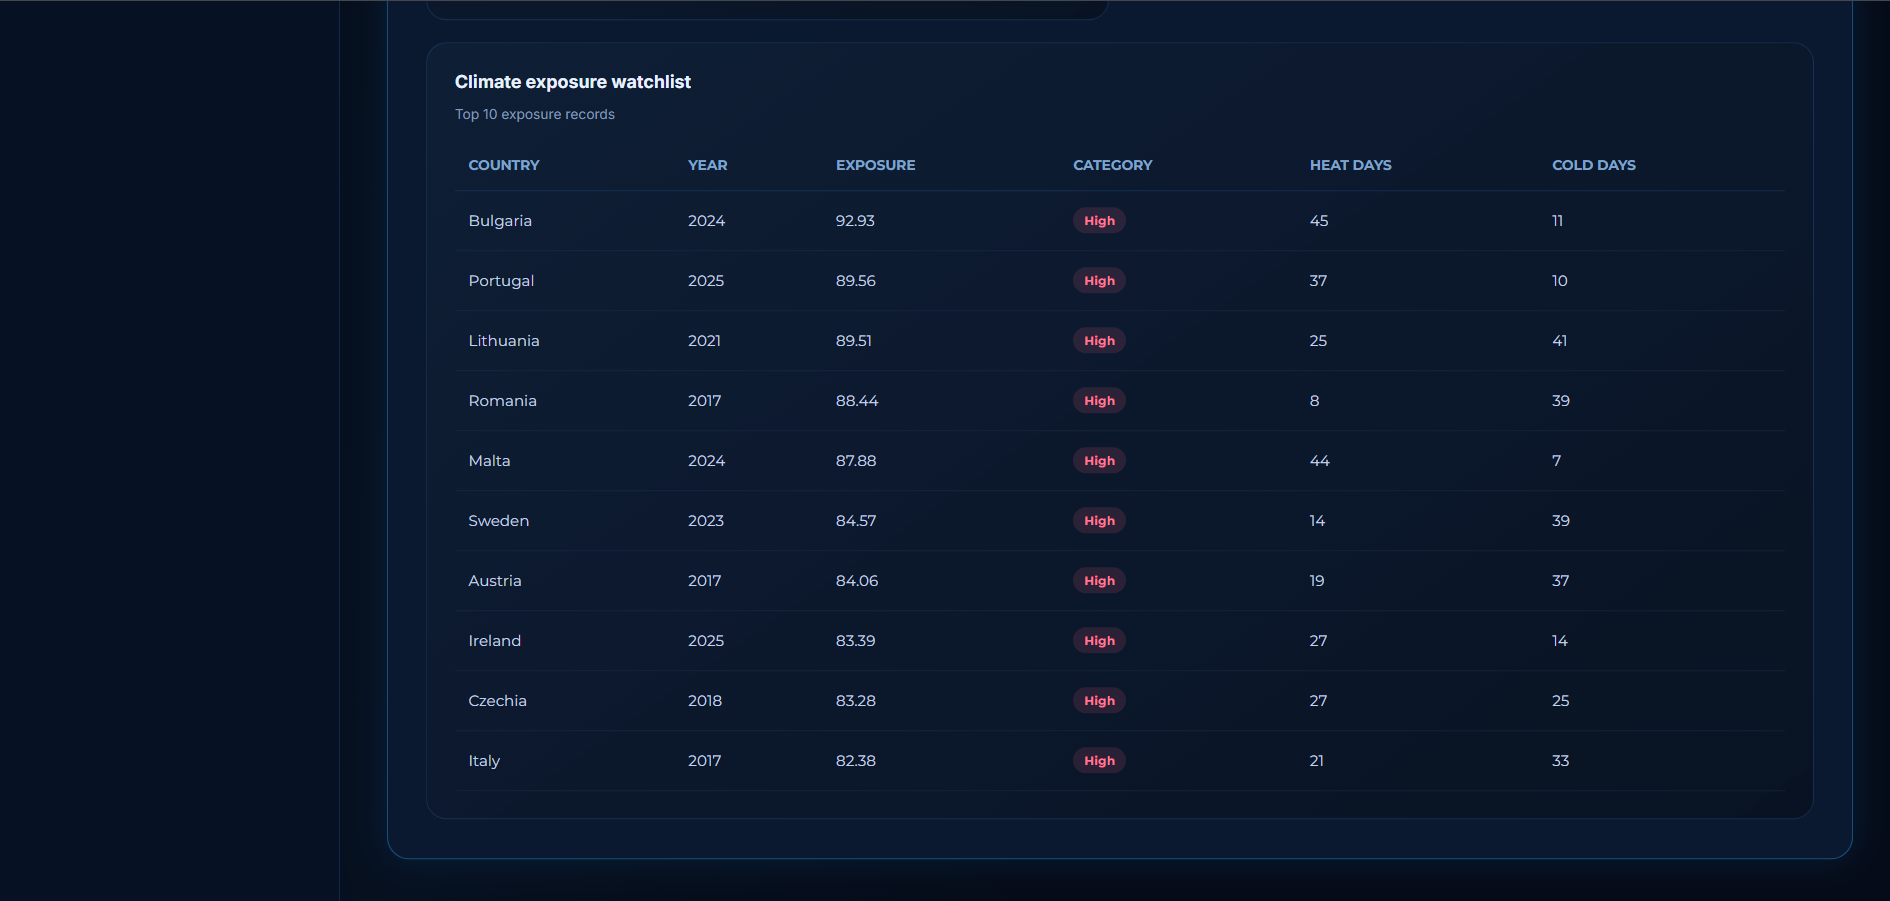 Climate exposure watchlist
Top 10 exposure records
COUNTRY YEAR EXPOSURE CATEGORY HEAT DAYS COLD DAYS
Bulgaria 2024 92.93 High 45 11
Portugal 2025 89.56 High 37 10
Lithuania 2021 89.51 High 25 41
Romania 2017 88.44 High 8 39
Malta 2024 87.88 High 44 7
Sweden 2023 84.57 High 14 39
Austria 2017 84.06 High 19 37
Ireland 2025 83.39 High 27 14
Czechia 2018 83.28 High 27 25
Italy 2017 82.38 High 21 33